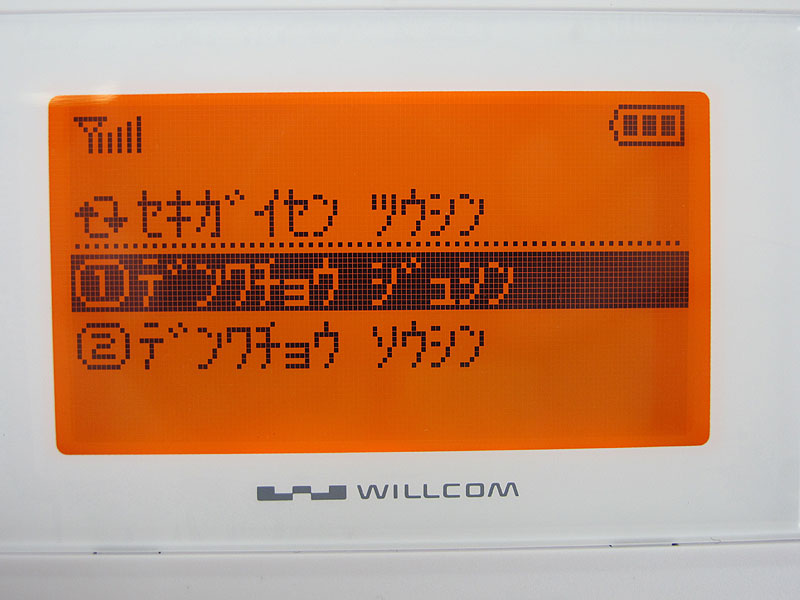 ｾｷｶﾞｲｾﾝ ﾂｳｼﾝ
①ﾃﾞﾝﾜﾁｮｳ ｼﾞｭｼﾝ
②ﾃﾞﾝﾜﾁｮｳ ｿｳｼﾝ
WILLCOM